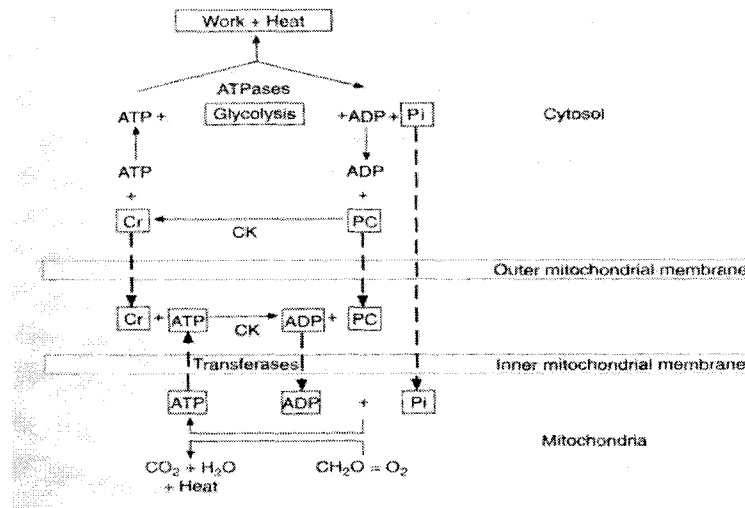 Work + Heat
ATPases
ATP + Glycolysis +ADP + Pi Cytosol
ATP ADP
+ +
Cr CK PC
Outer mitochondrial membrane
Cr + ATP CK ADP + PC
Transferases Inner mitochondrial membrane
ATP ADP + Pi
Mitochondria
CO₂ + H₂O CH₂O = O₂
+ Heat